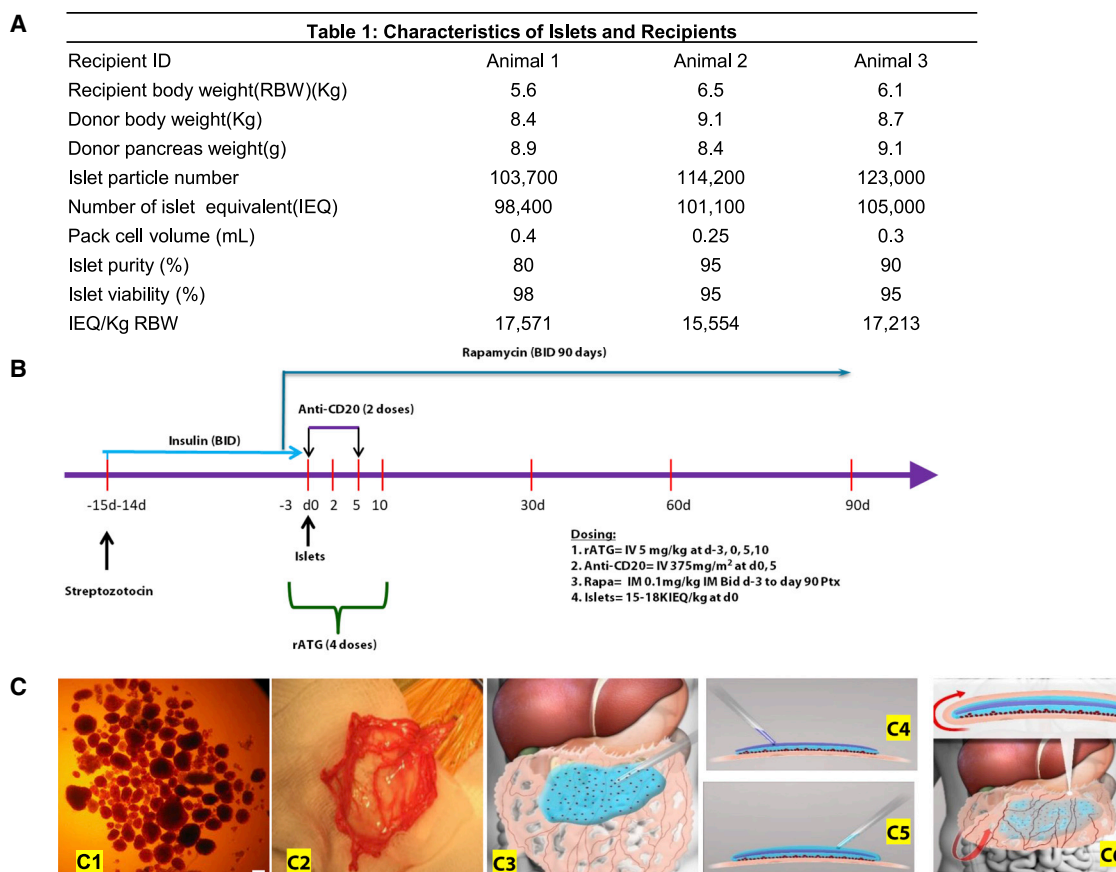 A
Table 1: Characteristics of Islets and Recipients
Recipient ID Animal 1 Animal 2 Animal 3
Recipient body weight(RBW)(Kg) 5.6 6.5 6.1
Donor body weight(Kg) 8.4 9.1 8.7
Donor pancreas weight(g) 8.9 8.4 9.1
Islet particle number 103,700 114,200 123,000
Number of islet equivalent(IEQ) 98,400 101,100 105,000
Pack cell volume (mL) 0.4 0.25 0.3
Islet purity (%) 80 95 90
Islet viability (%) 98 95 95
IEQ/Kg RBW 17,571 15,554 17,213
B
Rapamycin (BID 90 days)
Anti-CD20 (2 doses)
Insulin (BID)
-15d-14d -3 d0 2 5 10 30d 60d 90d
Islets
Streptozotocin
rATG (4 doses)
Dosing:
1. rATG= IV 5 mg/kg at d-3, 0, 5,10
2. Anti-CD20= IV 375mg/m² at d0, 5
3. Rapa= IM 0.1mg/kg IM Bid d-3 to day 90 Ptx
4. Islets= 15-18KIEQ/kg at d0
C
C1
C2
C3
C4
C5
C6